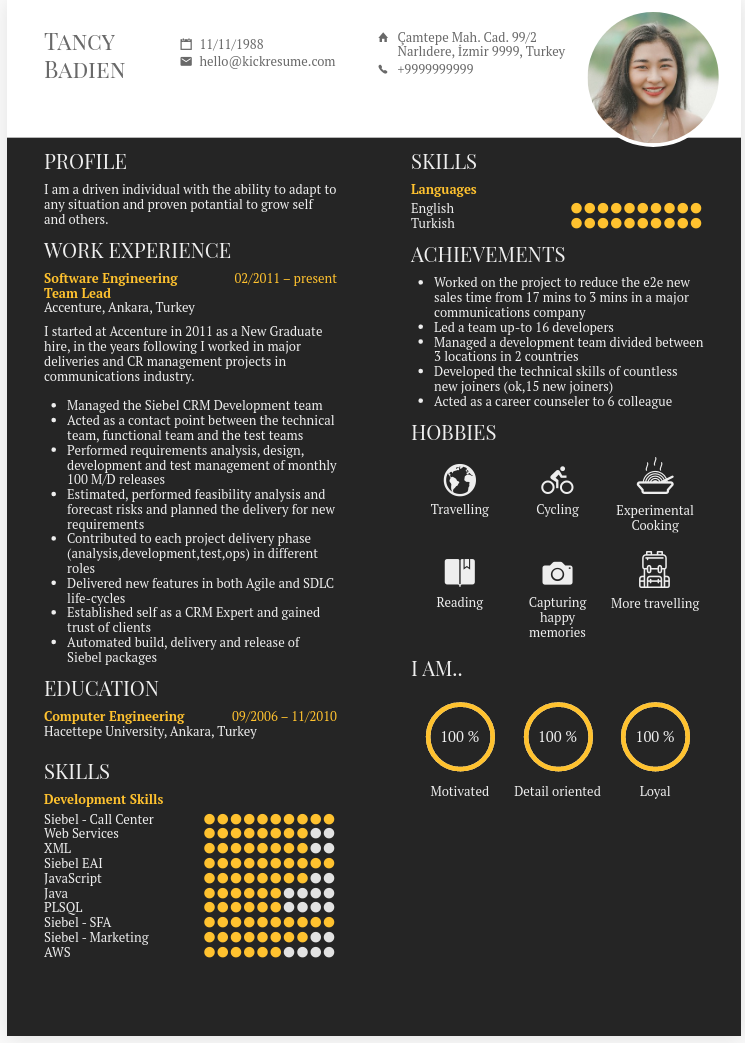 TANCY
BADIEN
11/11/1988
hello@kickresume.com
Çamtepe Mah. Cad. 99/2
Narlıdere, İzmir 9999, Turkey
+9999999999
PROFILE
I am a driven individual with the ability to adapt to
any situation and proven potantial to grow self
and others.
WORK EXPERIENCE
Software Engineering
Team Lead
02/2011 – present
Accenture, Ankara, Turkey
I started at Accenture in 2011 as a New Graduate
hire, in the years following I worked in major
deliveries and CR management projects in
communications industry.
• Managed the Siebel CRM Development team
• Acted as a contact point between the technical
team, functional team and the test teams
• Performed requirements analysis, design,
development and test management of monthly
100 M/D releases
• Estimated, performed feasibility analysis and
forecast risks and planned the delivery for new
requirements
• Contributed to each project delivery phase
(analysis,development,test,ops) in different
roles
• Delivered new features in both Agile and SDLC
life-cycles
• Established self as a CRM Expert and gained
trust of clients
• Automated build, delivery and release of
Siebel packages
EDUCATION
Computer Engineering
09/2006 – 11/2010
Hacettepe University, Ankara, Turkey
SKILLS
Development Skills
Siebel - Call Center
Web Services
XML
Siebel EAI
JavaScript
Java
PLSQL
Siebel - SFA
Siebel - Marketing
AWS
SKILLS
Languages
English
Turkish
ACHIEVEMENTS
• Worked on the project to reduce the e2e new
sales time from 17 mins to 3 mins in a major
communications company
• Led a team up-to 16 developers
• Managed a development team divided between
3 locations in 2 countries
• Developed the technical skills of countless
new joiners (ok,15 new joiners)
• Acted as a career counseler to 6 colleague
HOBBIES
Travelling
Cycling
Experimental
Cooking
Reading
Capturing
happy
memories
More travelling
I AM..
100 %
100 %
100 %
Motivated
Detail oriented
Loyal